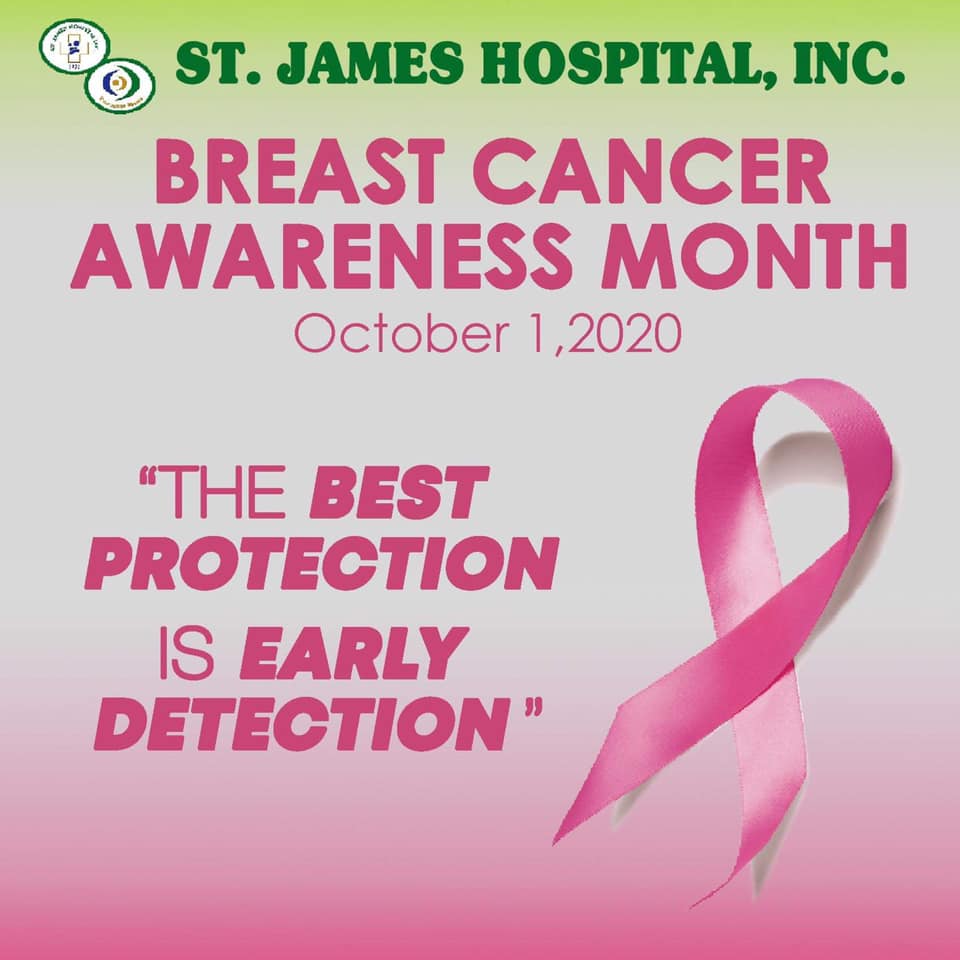 ST. JAMES HOSPITAL, INC.
BREAST CANCER
AWARENESS MONTH
October 1,2020
“THE BEST
PROTECTION
IS EARLY
DETECTION”